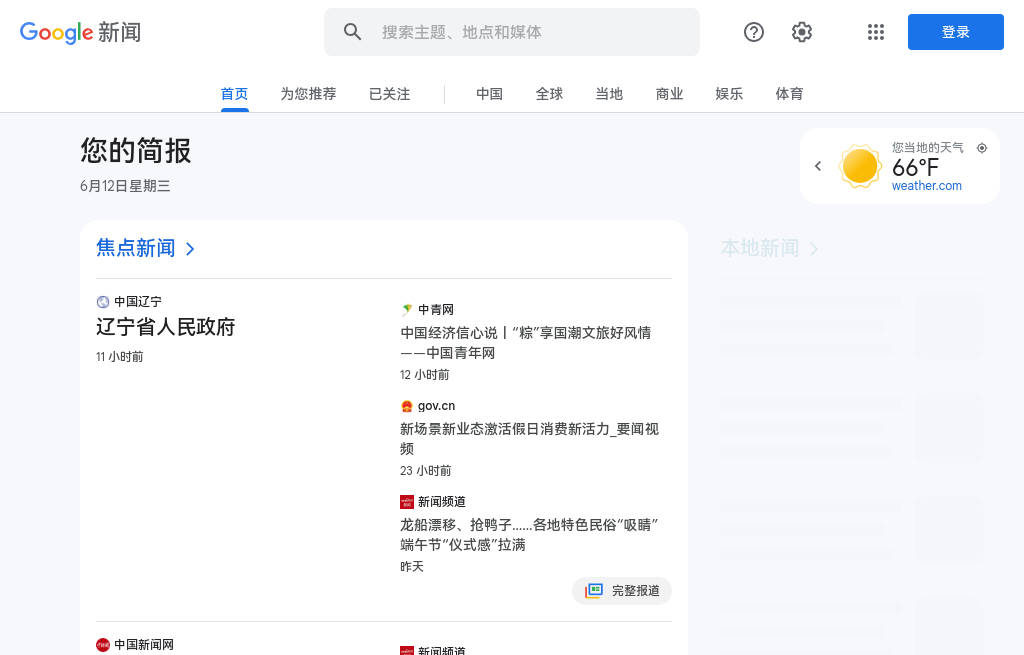 Google 新闻
搜索主题、地点和媒体
登录
首页 为您推荐 已关注 中国 全球 当地 商业 娱乐 体育
您的简报
6月12日星期三
您当地的天气
66°F
weather.com
焦点新闻
本地新闻
中国辽宁
辽宁省人民政府
11 小时前
中青网
中国经济信心说丨“粽”享国潮文旅好风情
——中国青年网
12 小时前
gov.cn
新场景新业态激活假日消费新活力_要闻视
频
23 小时前
新闻频道
龙船漂移、抢鸭子……各地特色民俗“吸睛”
端午节“仪式感”拉满
昨天
完整报道
中国新闻网
新闻频道